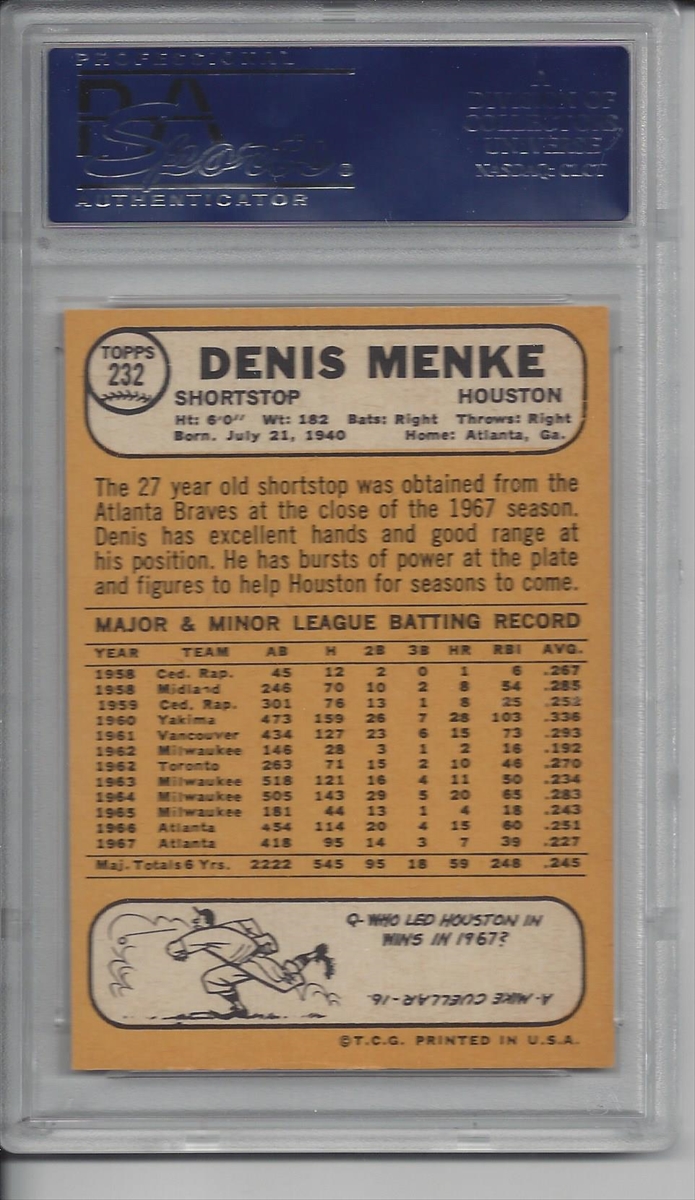 PROFESSIONAL
PSA
Sports ®
AUTHENTICATOR
A
DIVISION OF
COLLECTORS
UNIVERSE
NASDAQ: CLCT
TOPPS
232
DENIS MENKE
SHORTSTOP HOUSTON
Ht: 6'0" Wt: 182 Bats: Right Throws: Right
Born. July 21, 1940 Home: Atlanta, Ga.
The 27 year old shortstop was obtained from the
Atlanta Braves at the close of the 1967 season.
Denis has excellent hands and good range at
his position. He has bursts of power at the plate
and figures to help Houston for seasons to come.
MAJOR & MINOR LEAGUE BATTING RECORD
YEAR TEAM AB H 2B 3B HR RBI AVG.
1958 Ced. Rap. 45 12 2 0 1 6 .267
1958 Midland 246 70 10 2 8 54 .285
1959 Ced. Rap. 301 76 13 1 8 25 .252
1960 Yakima 473 159 26 7 28 103 .336
1961 Vancouver 434 127 23 6 15 73 .293
1962 Milwaukee 146 28 3 1 2 16 .192
1962 Toronto 263 71 15 2 10 46 .270
1963 Milwaukee 518 121 16 4 11 50 .234
1964 Milwaukee 505 143 29 5 20 65 .283
1965 Milwaukee 181 44 13 1 4 18 .243
1966 Atlanta 454 114 20 4 15 60 .251
1967 Atlanta 418 95 14 3 7 39 .227
Maj. Totals 6 Yrs. 2222 545 95 18 59 248 .245
Q- WHO LED HOUSTON IN
WINS IN 1967?
A- MIKE CUELLAR -16.
©T.C.G. PRINTED IN U.S.A.